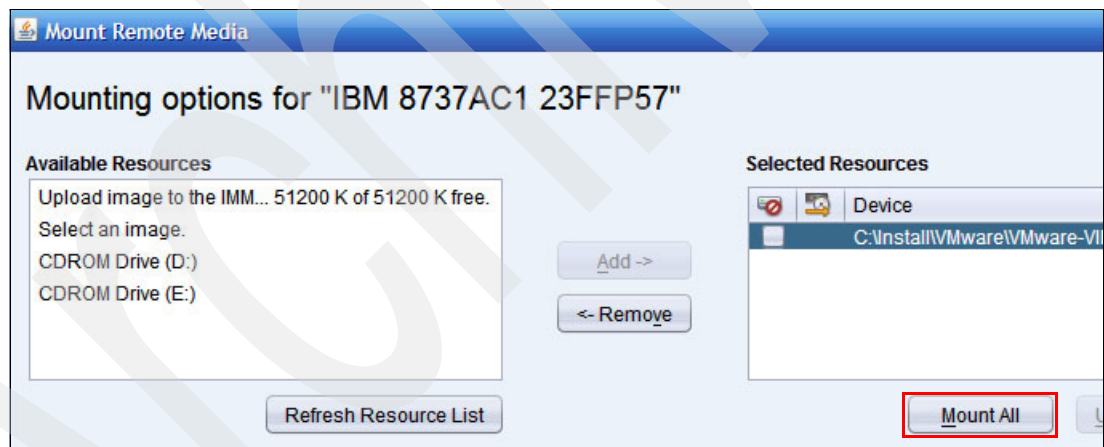 Mount Remote Media
Mounting options for "IBM 8737AC1 23FFP57"
Available Resources
Upload image to the IMM... 51200 K of 51200 K free.
Select an image.
CDROM Drive (D:)
CDROM Drive (E:)
Add ->
<- Remove
Refresh Resource List
Selected Resources
Device
C:\Install\VMware\VMware-VI
Mount All